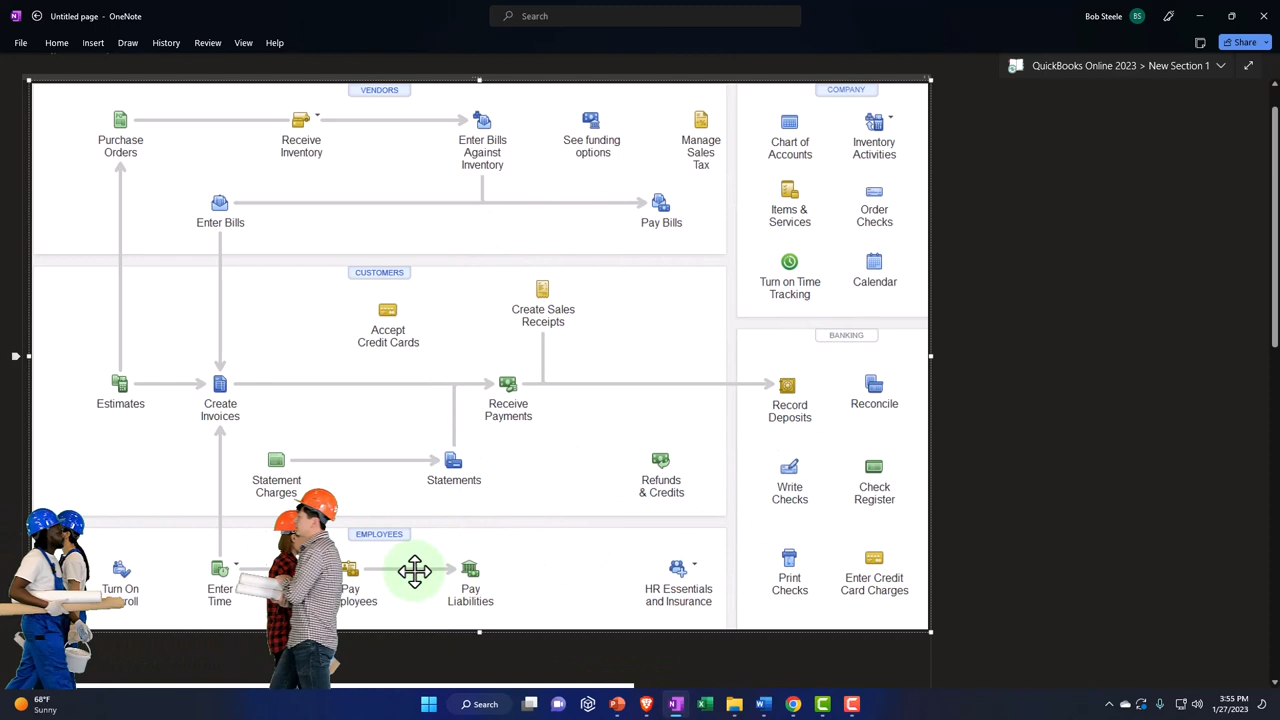 Untitled page - OneNote
Search
Bob Steele
BS
File
Home
Insert
Draw
History
Review
View
Help
Share
QuickBooks Online 2023 > New Section 1
VENDORS
COMPANY
Purchase
Orders
Receive
Inventory
Enter Bills
Against
Inventory
See funding
options
Manage
Sales
Tax
Chart of
Accounts
Inventory
Activities
Enter Bills
Pay Bills
Items &
Services
Order
Checks
Turn on Time
Tracking
Calendar
CUSTOMERS
Accept
Credit Cards
Create Sales
Receipts
BANKING
Estimates
Create
Invoices
Receive
Payments
Record
Deposits
Reconcile
Statement
Charges
Statements
Refunds
& Credits
Write
Checks
Check
Register
EMPLOYEES
Turn On
Enter
Time
Pay
Pay
Liabilities
HR Essentials
and Insurance
Print
Checks
Enter Credit
Card Charges
68°F
Sunny
Search
3:55 PM
1/27/2023